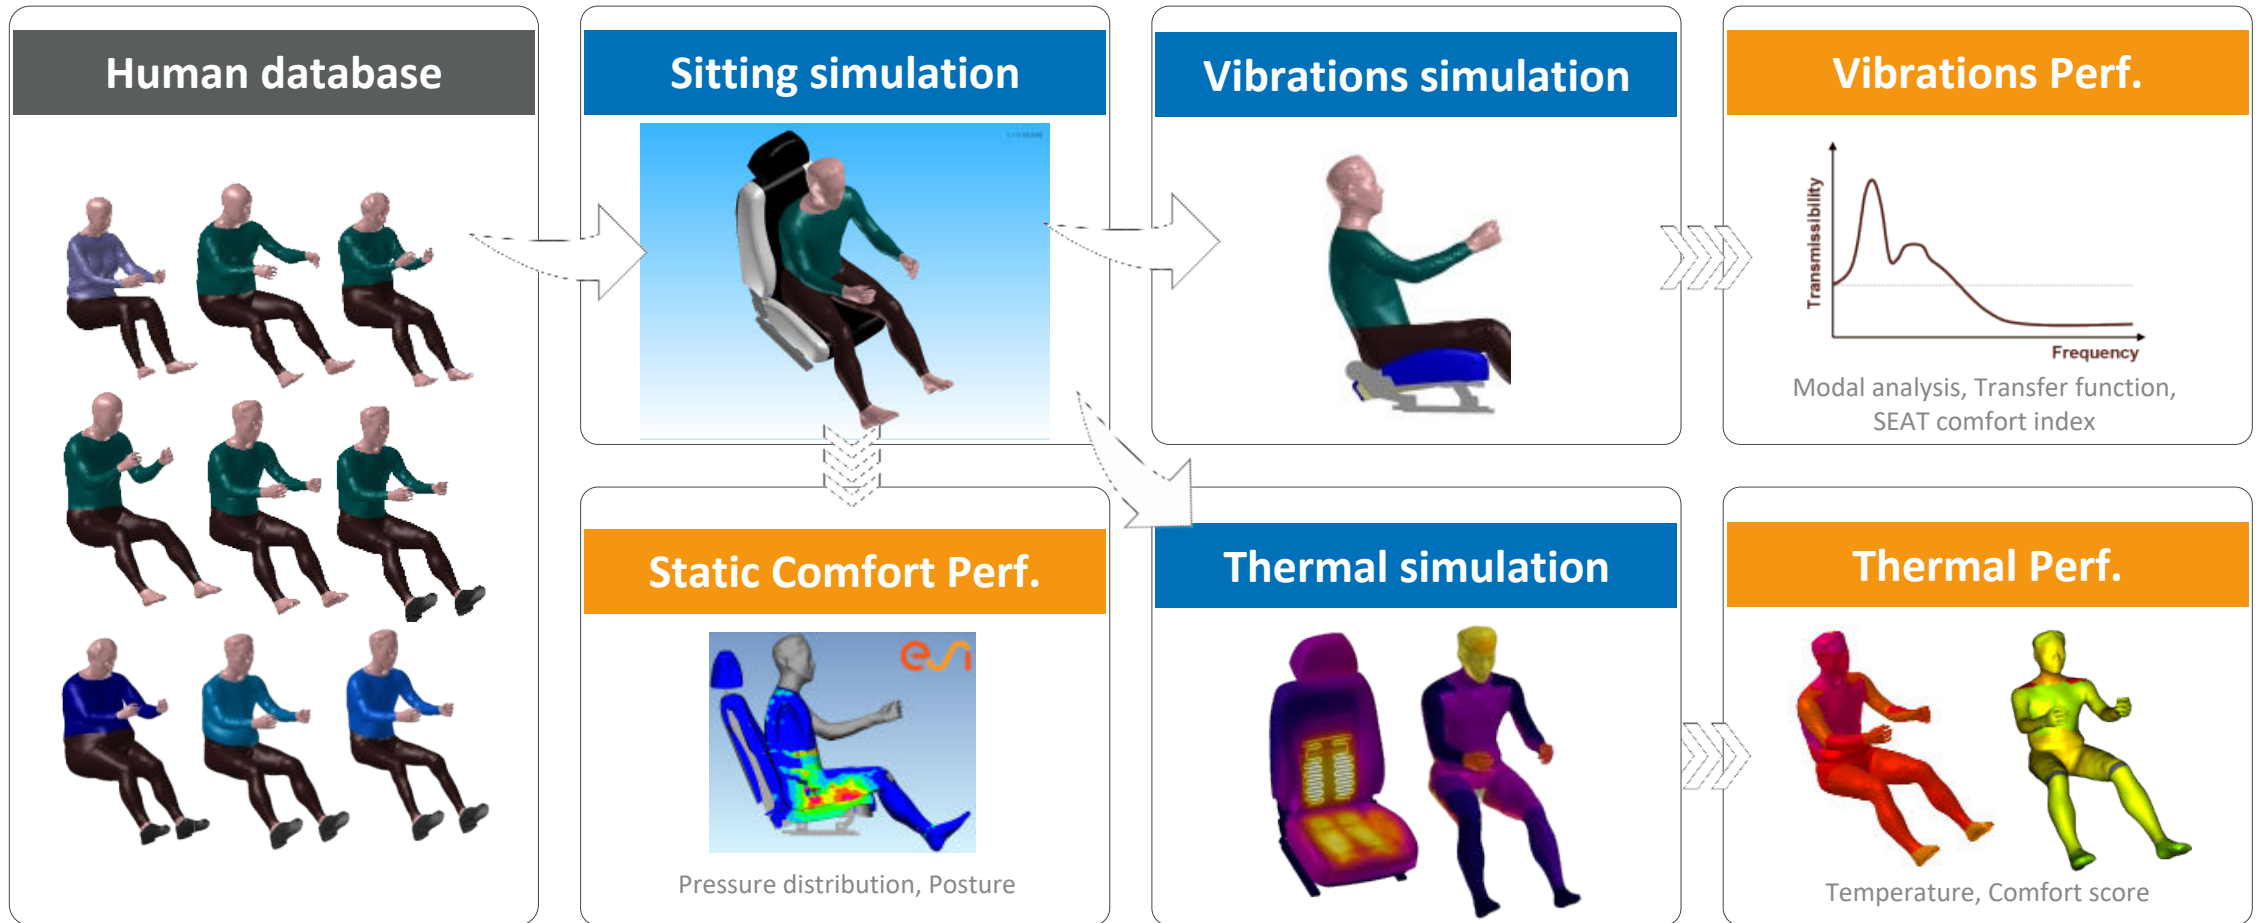 Human database
Sitting simulation
Vibrations simulation
Vibrations Perf.
Transmissibility
Frequency
Modal analysis, Transfer function,
SEAT comfort index
Static Comfort Perf.
esi
Pressure distribution, Posture
Thermal simulation
Thermal Perf.
Temperature, Comfort score